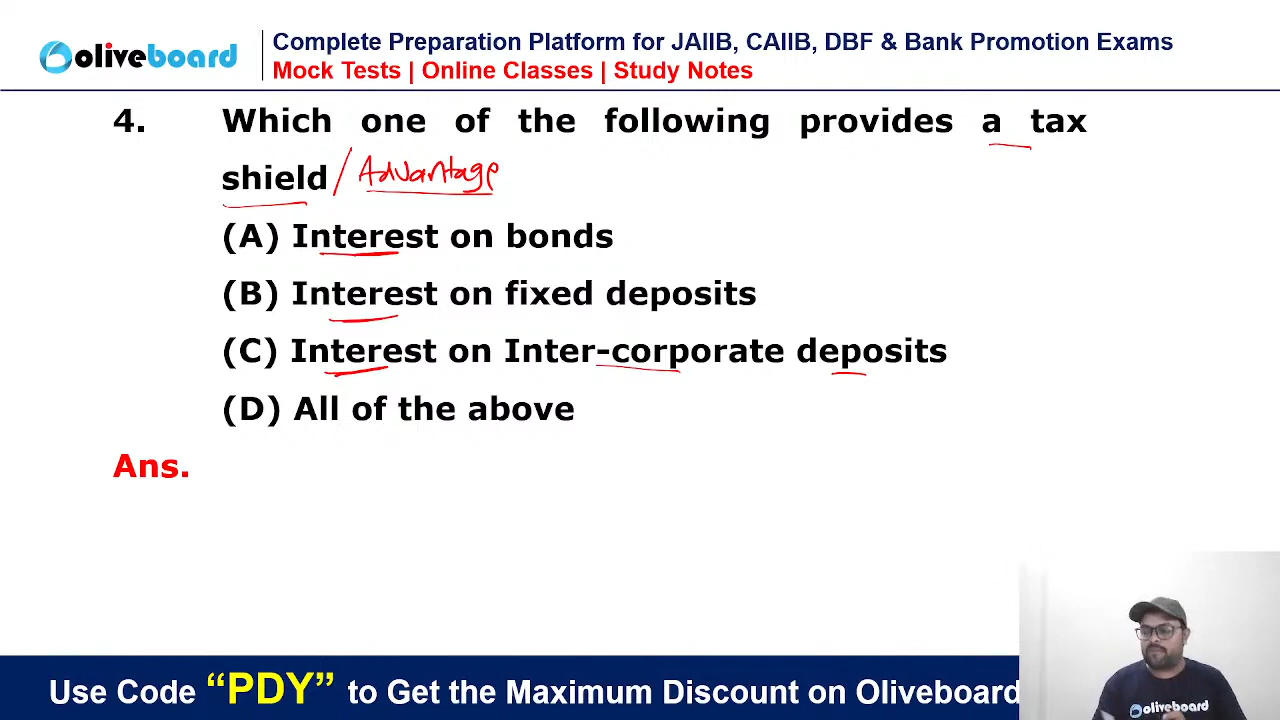 oliveboard
Complete Preparation Platform for JAIIB, CAIIB, DBF & Bank Promotion Exams
Mock Tests | Online Classes | Study Notes
4. Which one of the following provides a tax
shield / Advantage
(A) Interest on bonds
(B) Interest on fixed deposits
(C) Interest on Inter-corporate deposits
(D) All of the above
Ans.
Use Code “PDY” to Get the Maximum Discount on Oliveboard
oliveboard